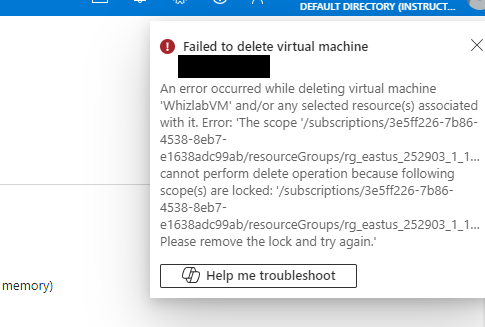 DEFAULT DIRECTORY (INSTRUCT...
Failed to delete virtual machine
An error occurred while deleting virtual machine
'WhizlabVM' and/or any selected resource(s) associated
with it. Error: 'The scope '/subscriptions/3e5ff226-7b86-
4538-8eb7-
e1638adc99ab/resourceGroups/rg_eastus_252903_1_1...
cannot perform delete operation because following
scope(s) are locked: '/subscriptions/3e5ff226-7b86-
4538-8eb7-
e1638adc99ab/resourceGroups/rg_eastus_252903_1_1...
Please remove the lock and try again.'
Help me troubleshoot
memory)